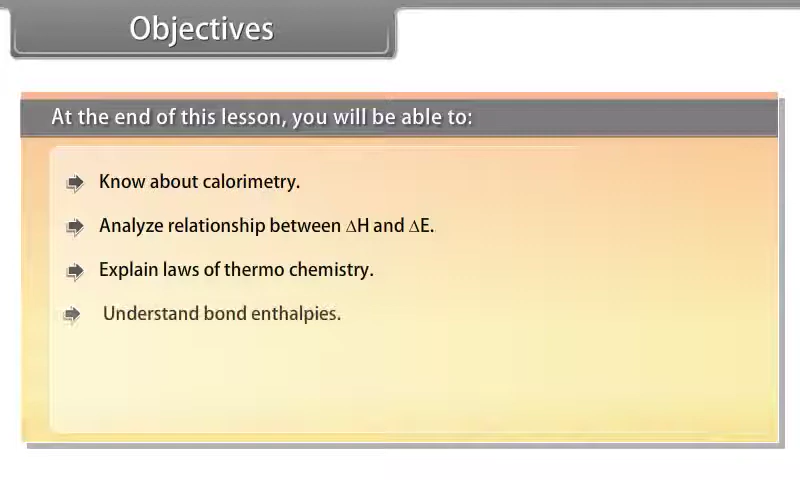 Objectives
At the end of this lesson, you will be able to:
Know about calorimetry.
Analyze relationship between ∆H and ∆E.
Explain laws of thermo chemistry.
Understand bond enthalpies.